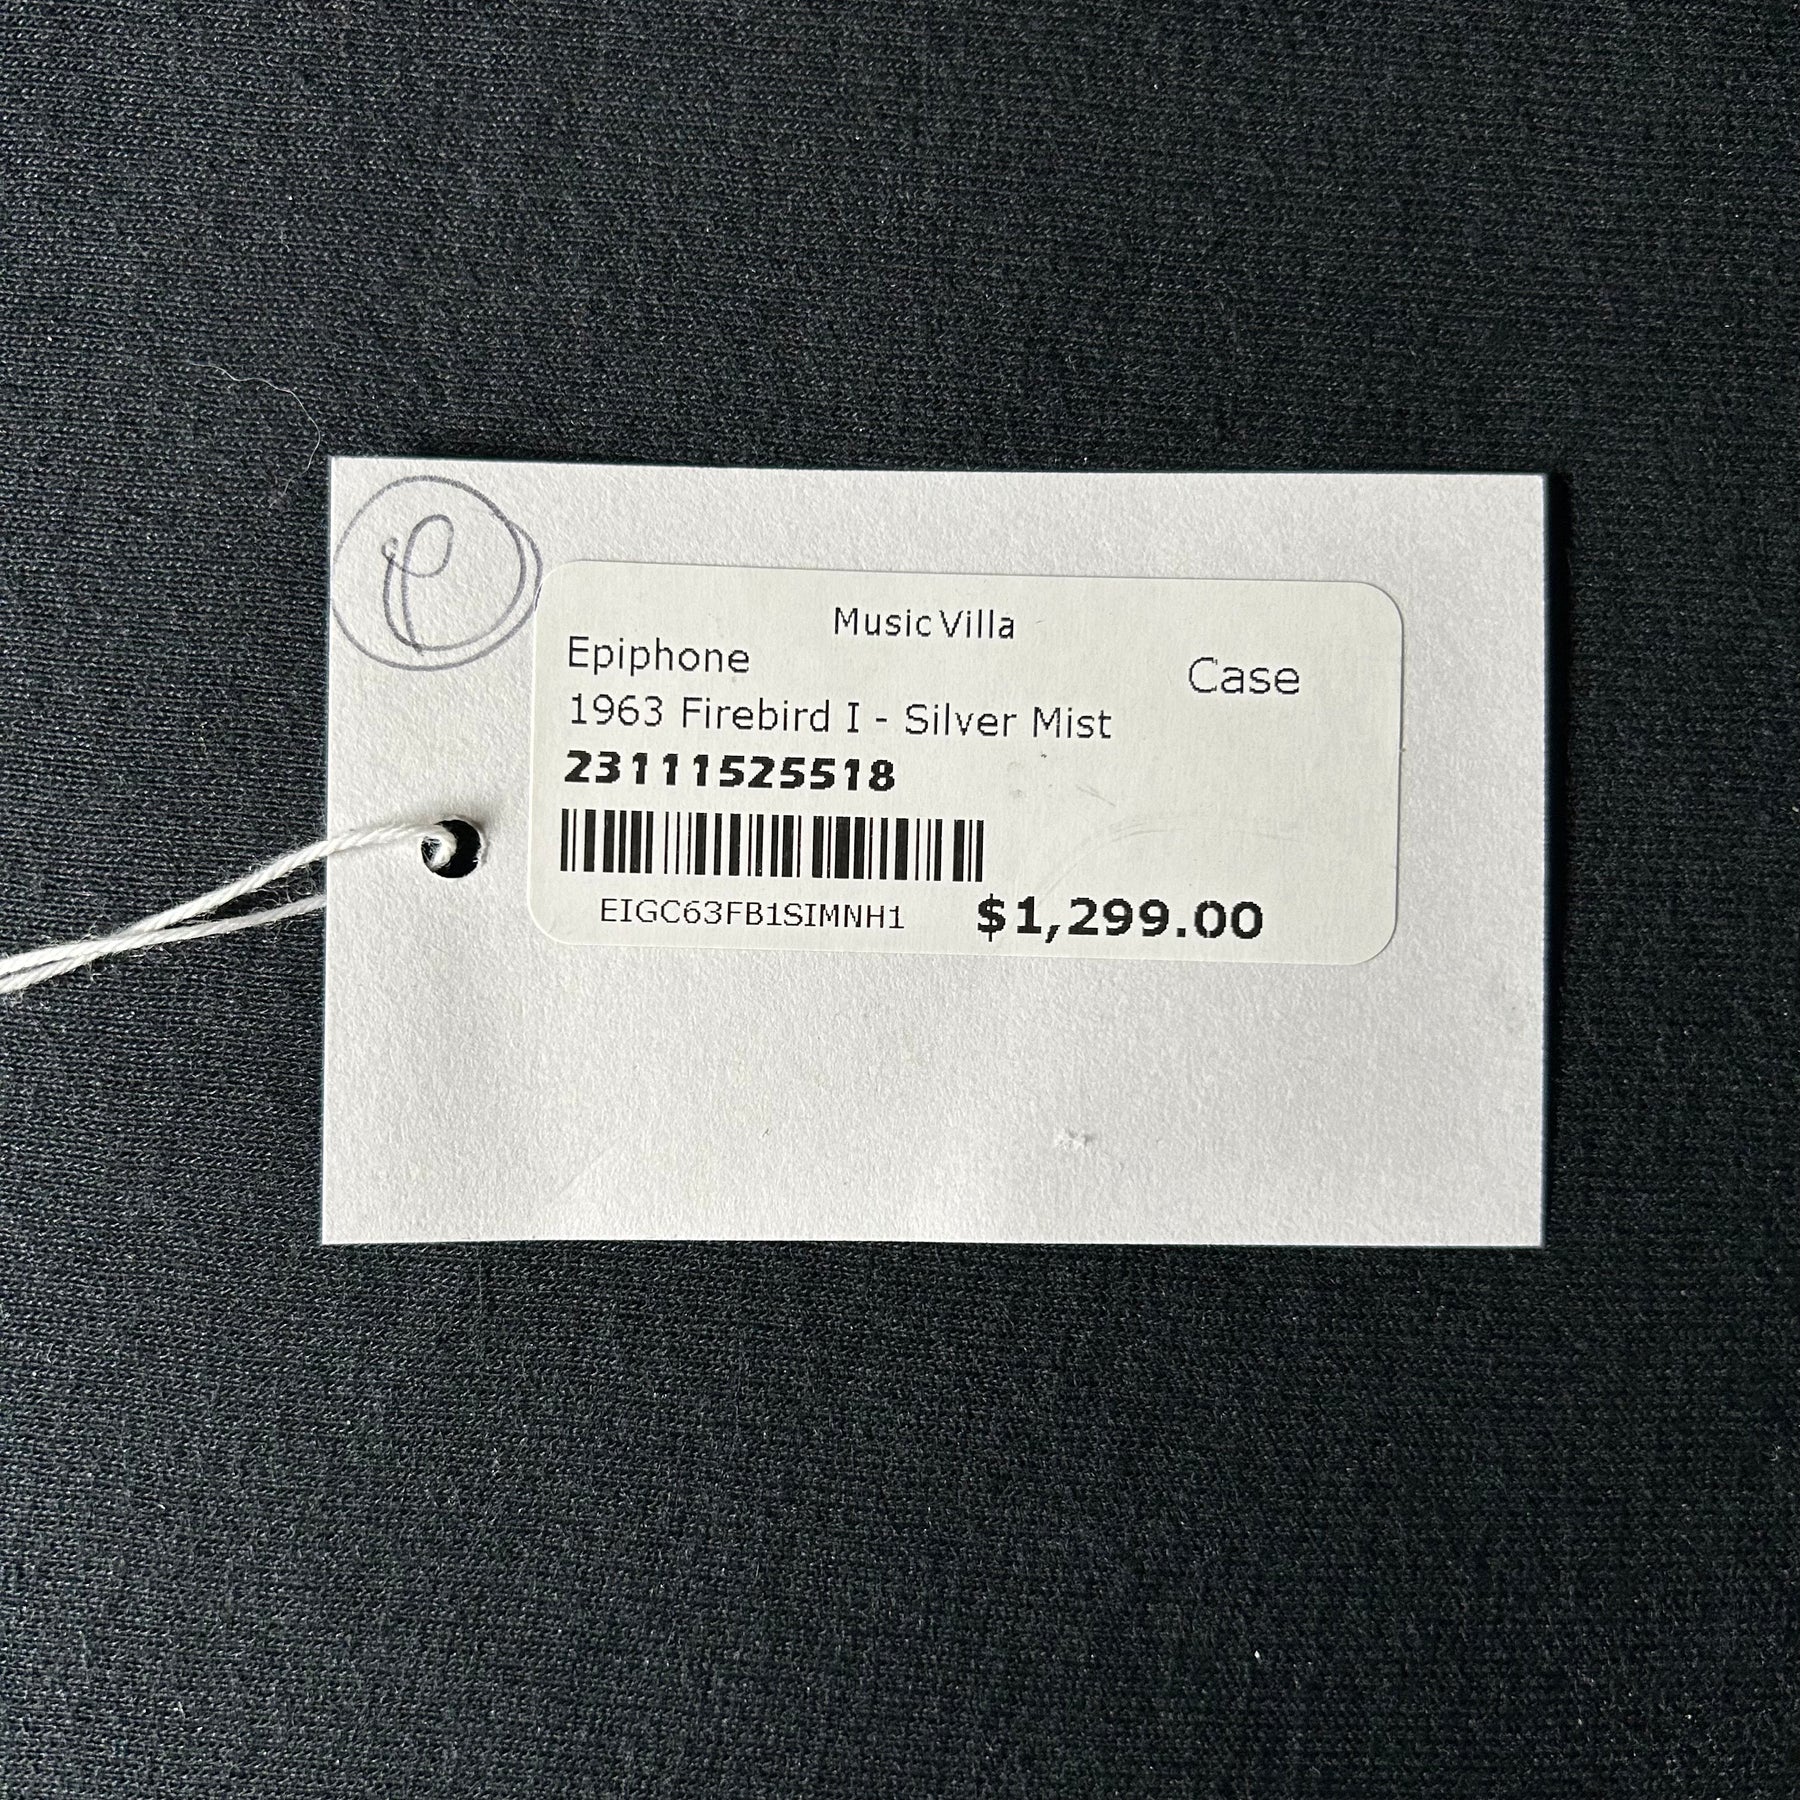 P
Music Villa
Epiphone
Case
1963 Firebird I - Silver Mist
23111525518
EIGC63FB1SIMNH1
$1,299.00